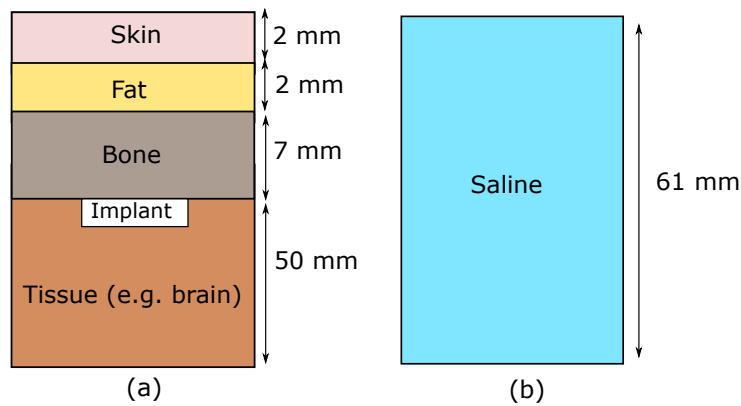 Skin
2 mm
Fat
2 mm
Bone
7 mm
Implant
50 mm
Tissue (e.g. brain)
(a)
Saline
61 mm
(b)